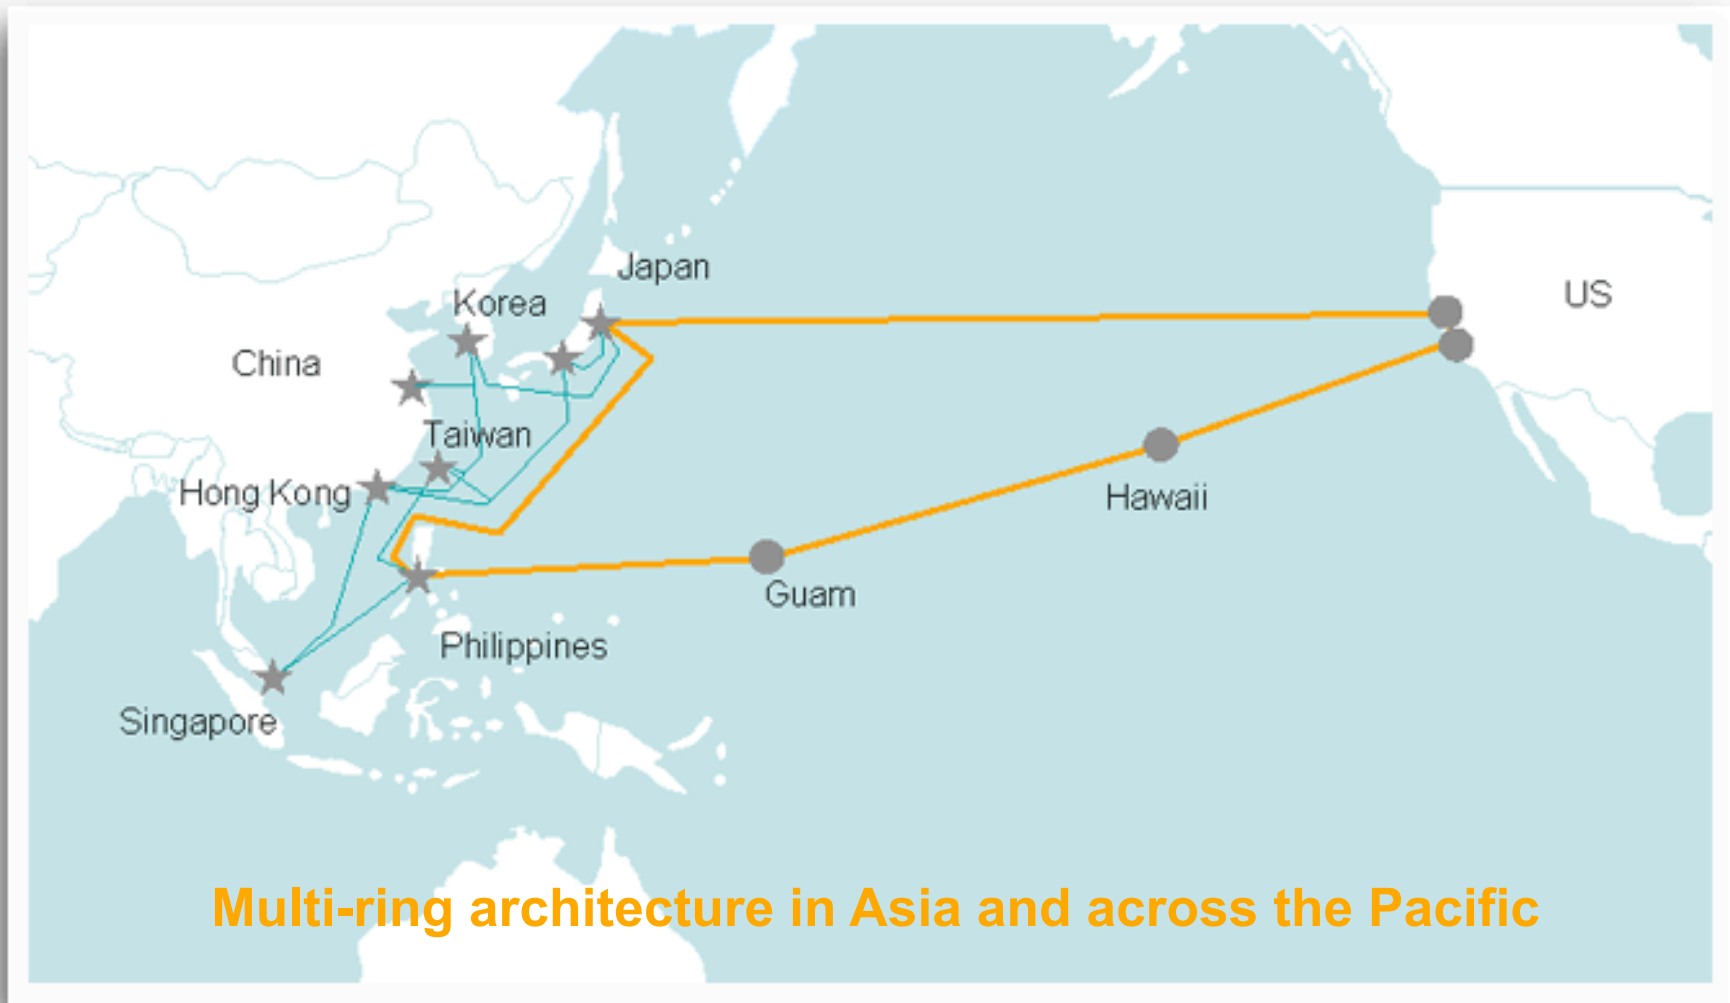 Japan
Korea
US
China
Taiwan
Hong Kong
Hawaii
Guam
Philippines
Singapore
Multi-ring architecture in Asia and across the Pacific